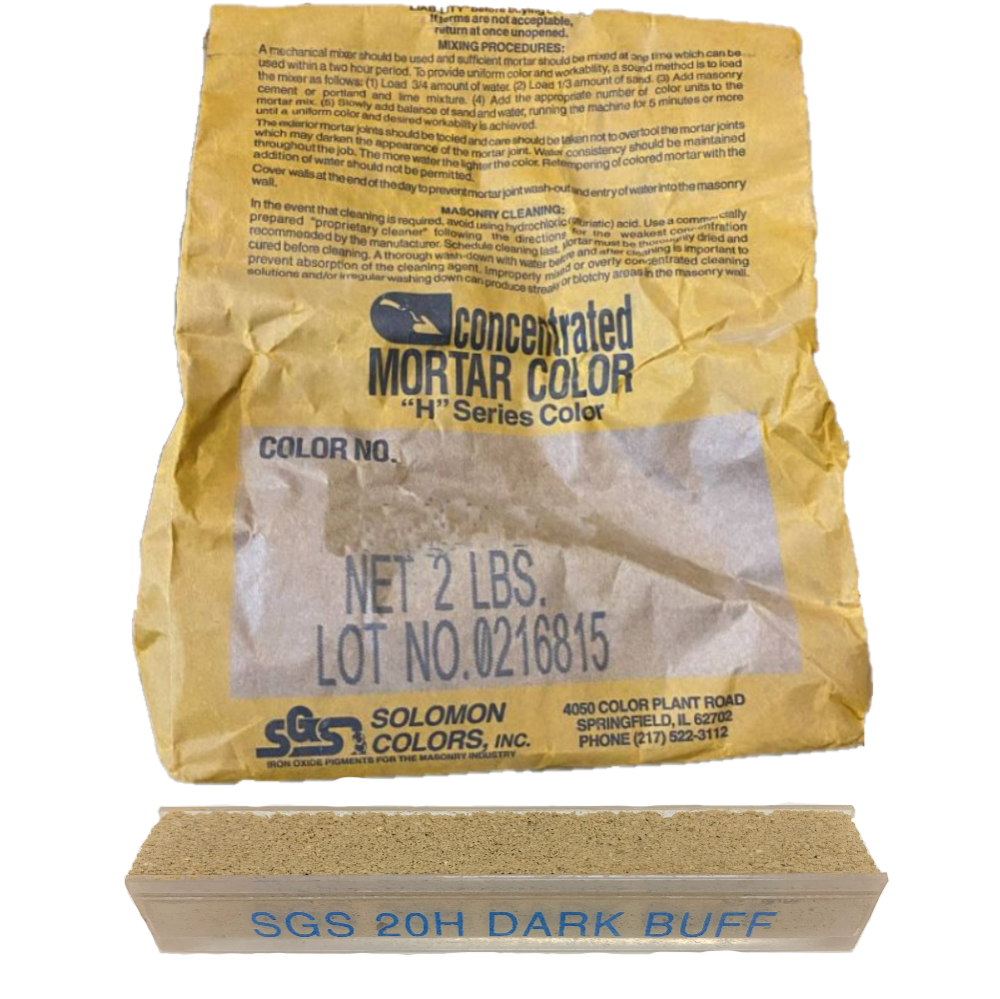 LIABILITY" before buying
If terms are not acceptable,
return at once unopened.
MIXING PROCEDURES:
A mechanical mixer should be used and sufficient mortar should be mixed at any time which can be
used within a two hour period. To provide uniform color and workability, a sound method is to load
the mixer as follows: (1) Load 3/4 amount of water. (2) Load 1/3 amount of sand. (3) Add masonry
cement or portland and lime mixture. (4) Add the appropriate number of color units to the
mortar mix. (5) Slowly add balance of sand and water, running the machine for 5 minutes or more
until a uniform color and desired workability is achieved.
The exterior mortar joints should be tooled and care should be taken not to overtool the mortar joints
which may darken the appearance of the mortar joint. Water consistency should be maintained
throughout the job. The more water the lighter the color. Retempering of colored mortar with the
addition of water should not be permitted.
Cover walls at the end of the day to prevent mortar joint wash-out and entry of water into the masonry
wall.
MASONRY CLEANING:
In the event that cleaning is required, avoid using hydrochloric (muriatic) acid. Use a commercially
prepared "proprietary cleaner" following the directions for the weakest concentration
recommended by the manufacturer. Schedule cleaning last. Mortar must be thoroughly dried and
cured before cleaning. A thorough wash-down with water before and after cleaning is important to
prevent absorption of the cleaning agent. Improperly mixed or overly concentrated cleaning
solutions and/or irregular washing down can produce streaky or blotchy areas in the masonry wall.
concentrated
MORTAR COLOR
"H" Series Color
COLOR NO.
NET 2 LBS.
LOT NO.0216815
SGS SOLOMON
COLORS, INC.
IRON OXIDE PIGMENTS FOR THE MASONRY INDUSTRY
4050 COLOR PLANT ROAD
SPRINGFIELD, IL 62702
PHONE (217) 522-3112
SGS 20H DARK BUFF